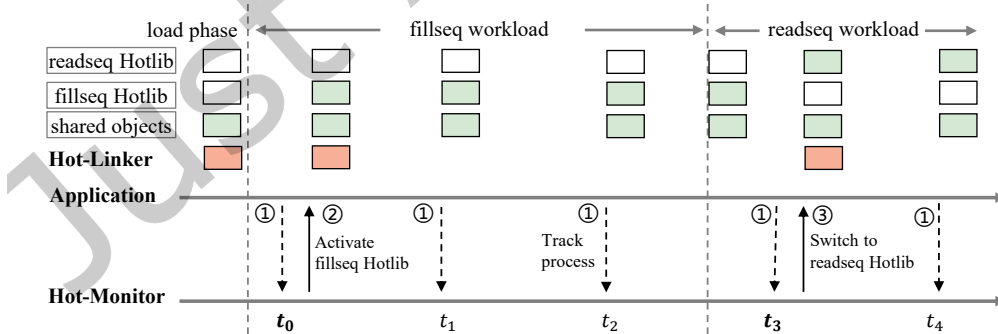 load phase fillseq workload readseq workload
readseq Hotlib
fillseq Hotlib
shared objects
Hot-Linker
Application
① ② ① ① ① ③ ①
Activate fillseq Hotlib
Track process
Switch to readseq Hotlib
Hot-Monitor
t0 t1 t2 t3 t4
Just